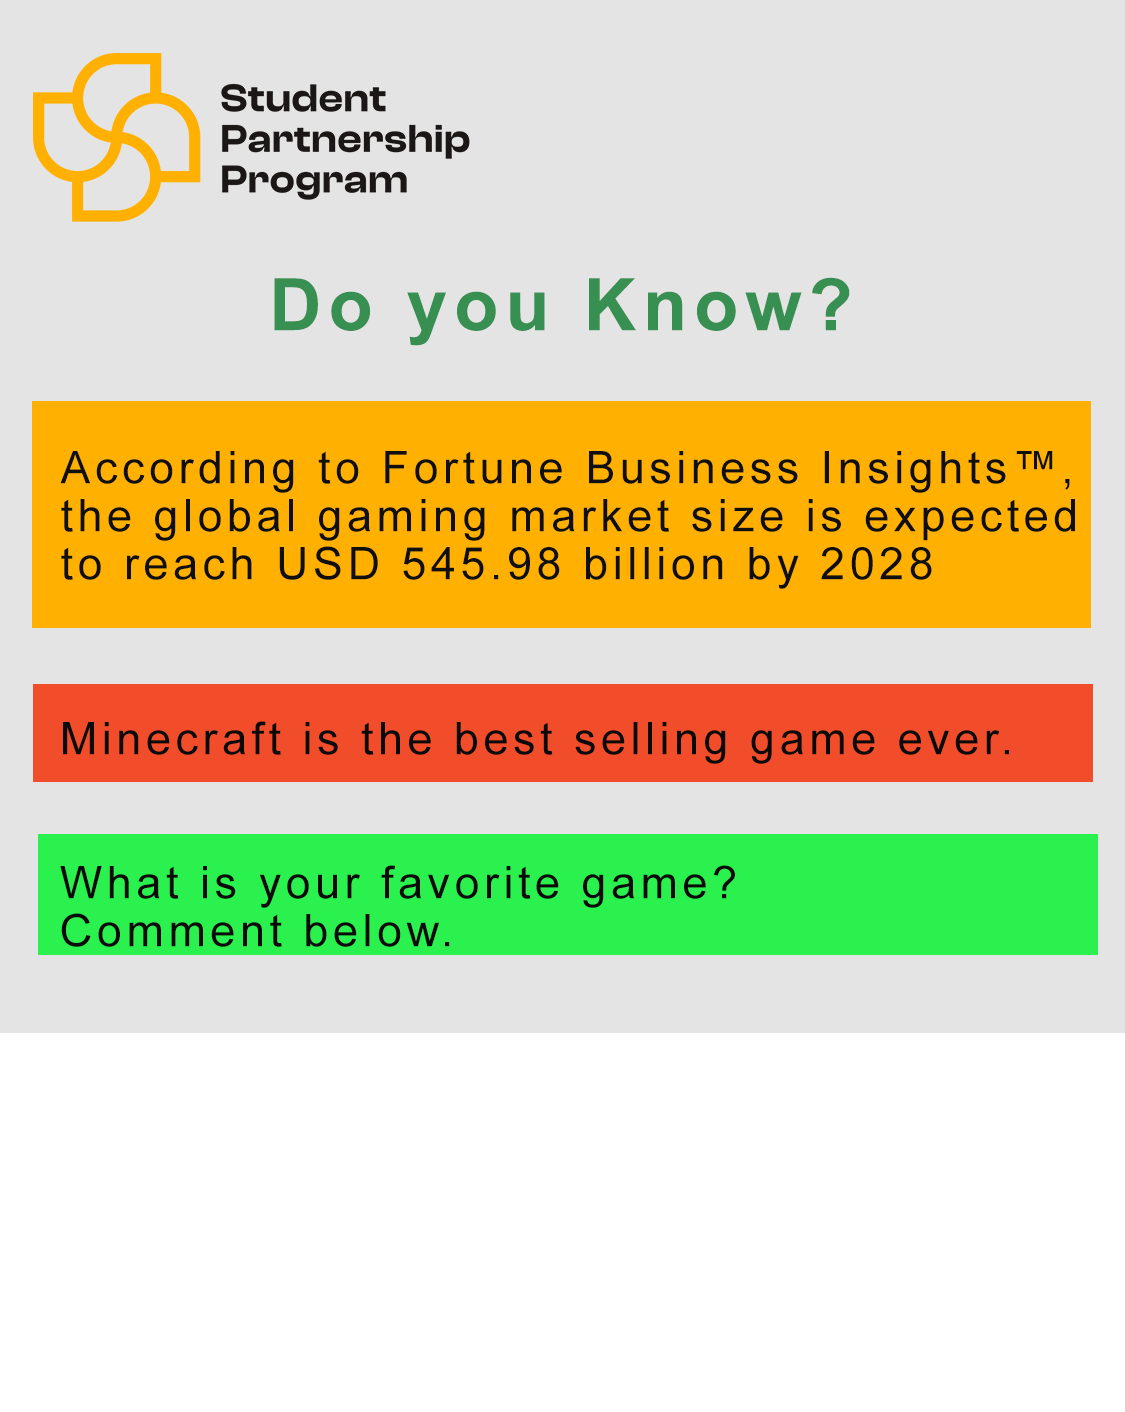 Student
Partnership
Program
Do you Know?
According to Fortune Business Insights™,
the global gaming market size is expected
to reach USD 545.98 billion by 2028
Minecraft is the best selling game ever.
What is your favorite game?
Comment below.